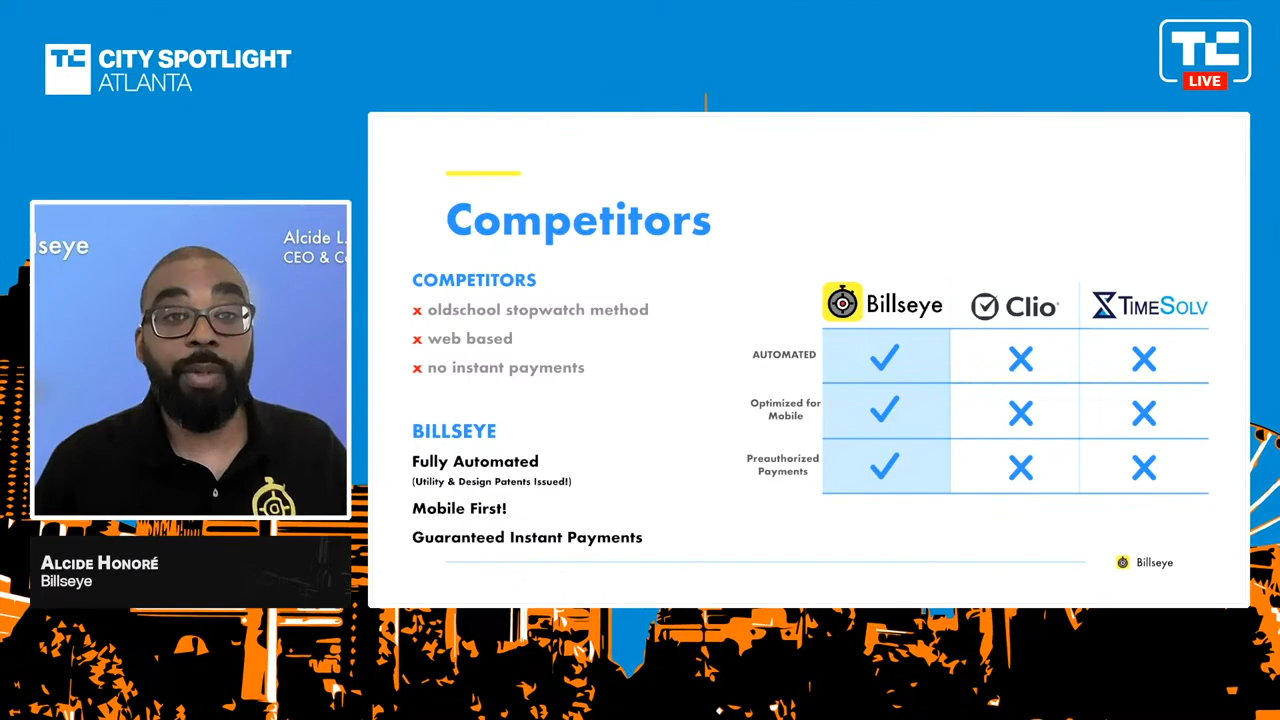 TC CITY SPOTLIGHT
ATLANTA
TC
LIVE
lseye
Alcide L.
CEO & C
ALCIDE HONORÉ
Billseye
Competitors
COMPETITORS
x oldschool stopwatch method
x web based
x no instant payments
BILLSEYE
Fully Automated
(Utility & Design Patents Issued!)
Mobile First!
Guaranteed Instant Payments
Billseye Clio TIMESOLV
AUTOMATED
Optimized for
Mobile
Preauthorized
Payments
Billseye